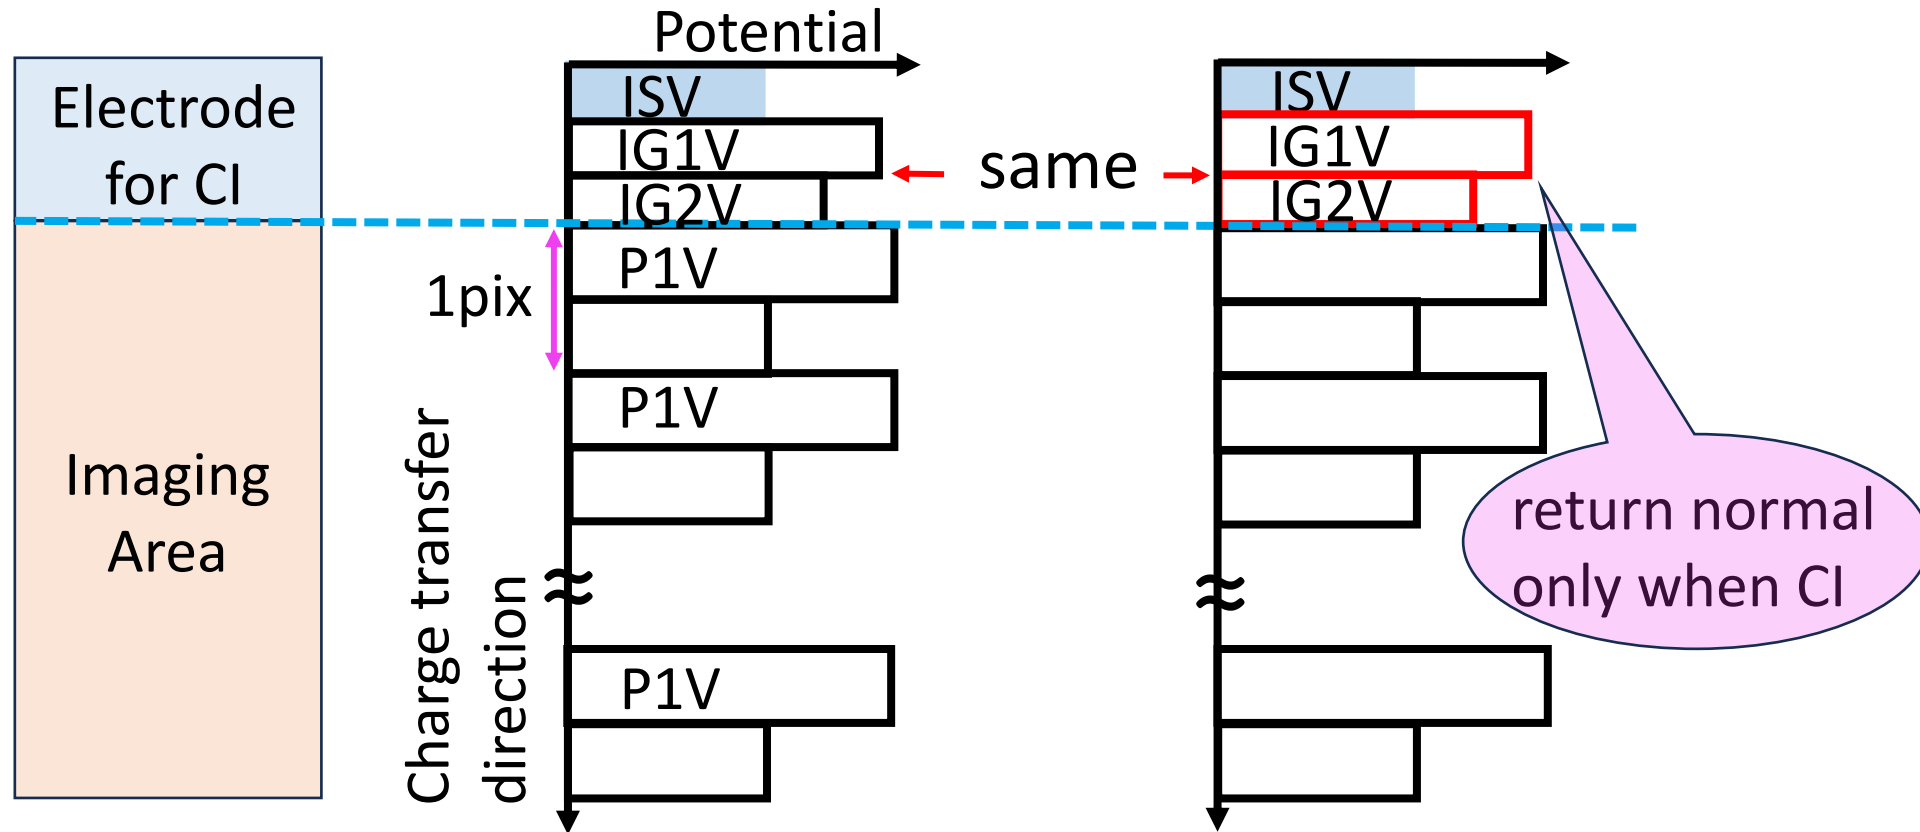 Electrode
for CI
Imaging
Area
Potential
ISV
IG1V
IG2V
P1V
1pix
P1V
P1V
Charge transfer
direction
same
ISV
IG1V
IG2V
return normal
only when CI